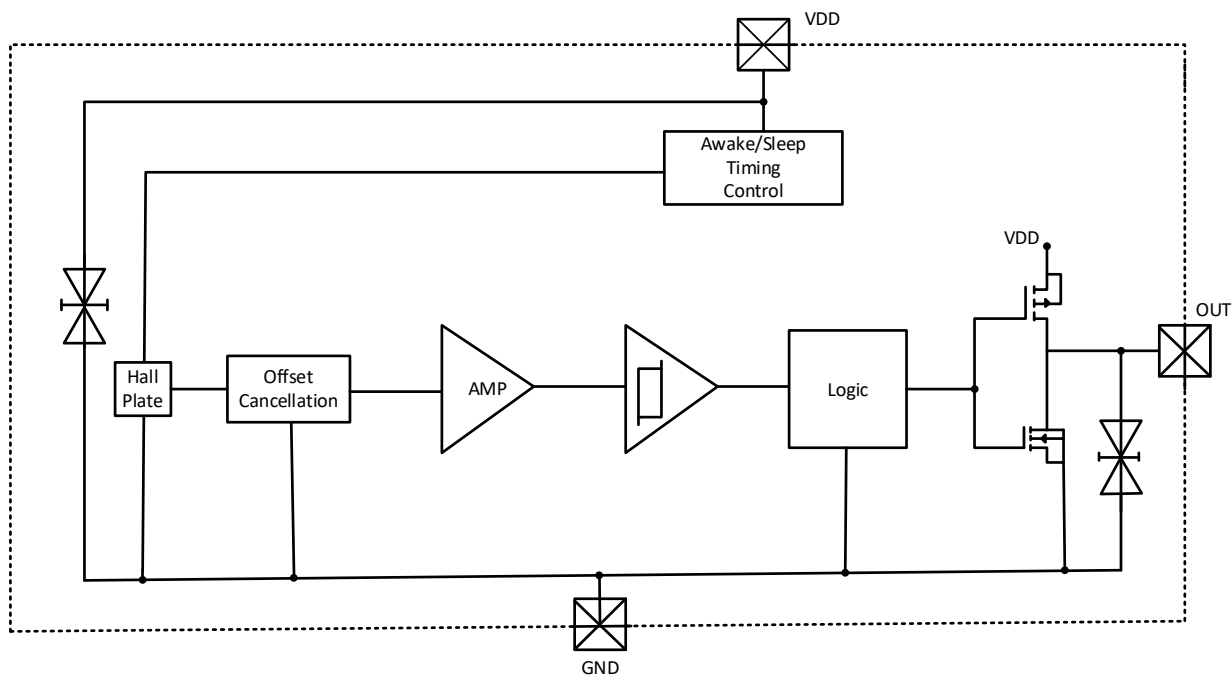 VDD
Awake/Sleep
Timing
Control
VDD
OUT
Hall
Plate
Offset
Cancellation
AMP
Logic
GND